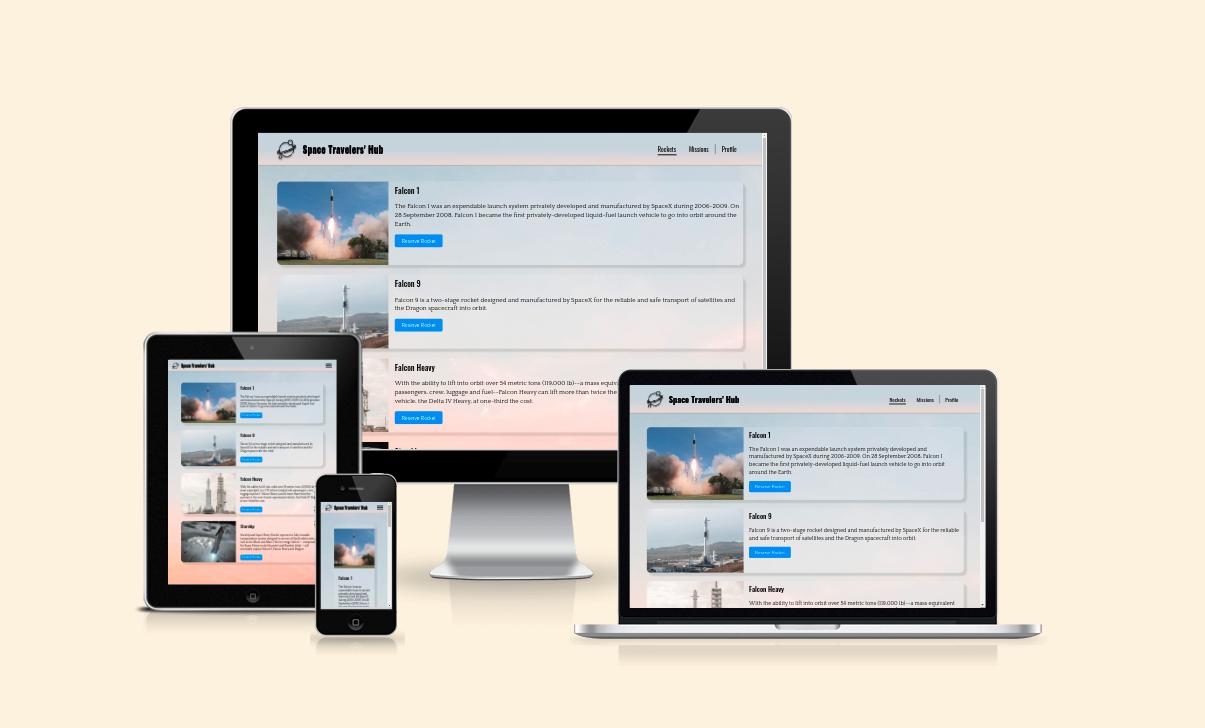 Space Travelers' Hub
Rockets
Missions
Profile
Falcon 1
The Falcon 1 was an expendable launch system privately developed and manufactured by SpaceX during 2006-2009. On
28 September 2008, Falcon 1 became the first privately-developed liquid-fuel launch vehicle to go into orbit around the
Earth.
Reserve Rocket
Falcon 9
Falcon 9 is a two-stage rocket designed and manufactured by SpaceX for the reliable and safe transport of satellites and
the Dragon spacecraft into orbit.
Reserve Rocket
Falcon Heavy
With the ability to lift into orbit over 54 metric tons (119,000 lb)--a mass equiv
passengers, crew, luggage and fuel--Falcon Heavy can lift more than twice the
vehicle, the Delta IV Heavy, at one-third the cost.
Reserve Rocket
Space Travelers' Hub
Falcon 1
Reserve Rocket
Falcon 9
Reserve Rocket
Falcon Heavy
Reserve Rocket
Starship
Reserve Rocket
Space Travelers' Hub
Falcon 1
Space Travelers' Hub
Rockets
Missions
Profile
Falcon 1
The Falcon 1 was an expendable launch system privately developed and
manufactured by SpaceX during 2006-2009. On 28 September 2008, Falcon 1
became the first privately-developed liquid-fuel launch vehicle to go into orbit
around the Earth.
Reserve Rocket
Falcon 9
Falcon 9 is a two-stage rocket designed and manufactured by SpaceX for the reliable
and safe transport of satellites and the Dragon spacecraft into orbit.
Reserve Rocket
Falcon Heavy
With the ability to lift into orbit over 54 metric tons (119,000 lb)--a mass equivalent